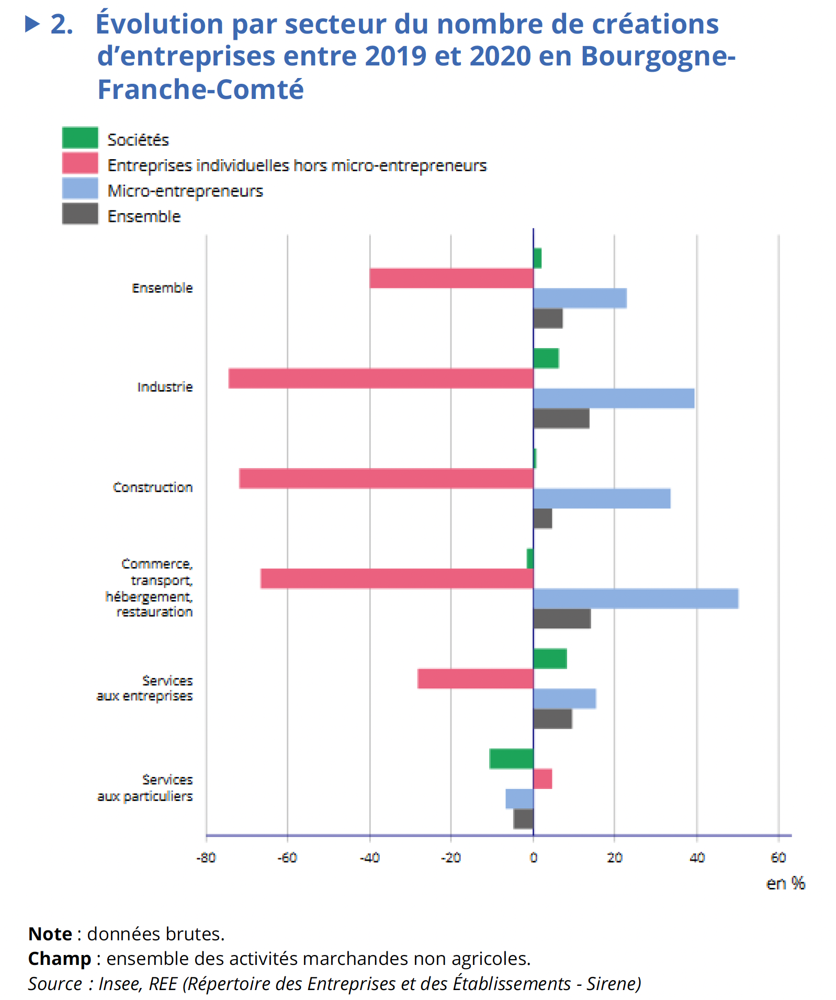 ▶ 2. Évolution par secteur du nombre de créations
d’entreprises entre 2019 et 2020 en Bourgogne-
Franche-Comté
Sociétés
Entreprises individuelles hors micro-entrepreneurs
Micro-entrepreneurs
Ensemble
Ensemble
Industrie
Construction
Commerce,
transport,
hébergement,
restauration
Services
aux entreprises
Services
aux particuliers
-80 -60 -40 -20 0 20 40 60
en %
Note : données brutes.
Champ : ensemble des activités marchandes non agricoles.
Source : Insee, REE (Répertoire des Entreprises et des Établissements - Sirene)